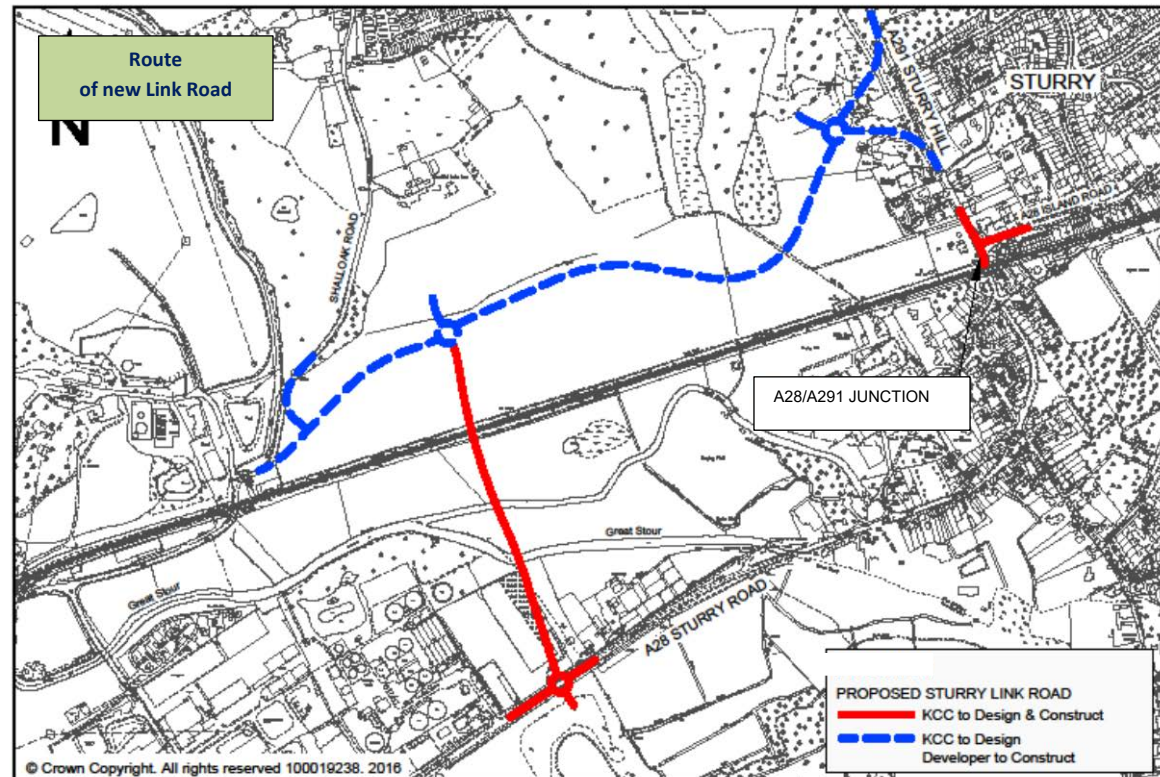 Route
of new Link Road
N
A291 STURRY HILL
STURRY
A28 ISLAND ROAD
SHALLOAK ROAD
A28/A291 JUNCTION
Great Stour
Great Stour
A28 STURRY ROAD
PROPOSED STURRY LINK ROAD
KCC to Design & Construct
KCC to Design
Developer to Construct
© Crown Copyright. All rights reserved 100019238. 2016